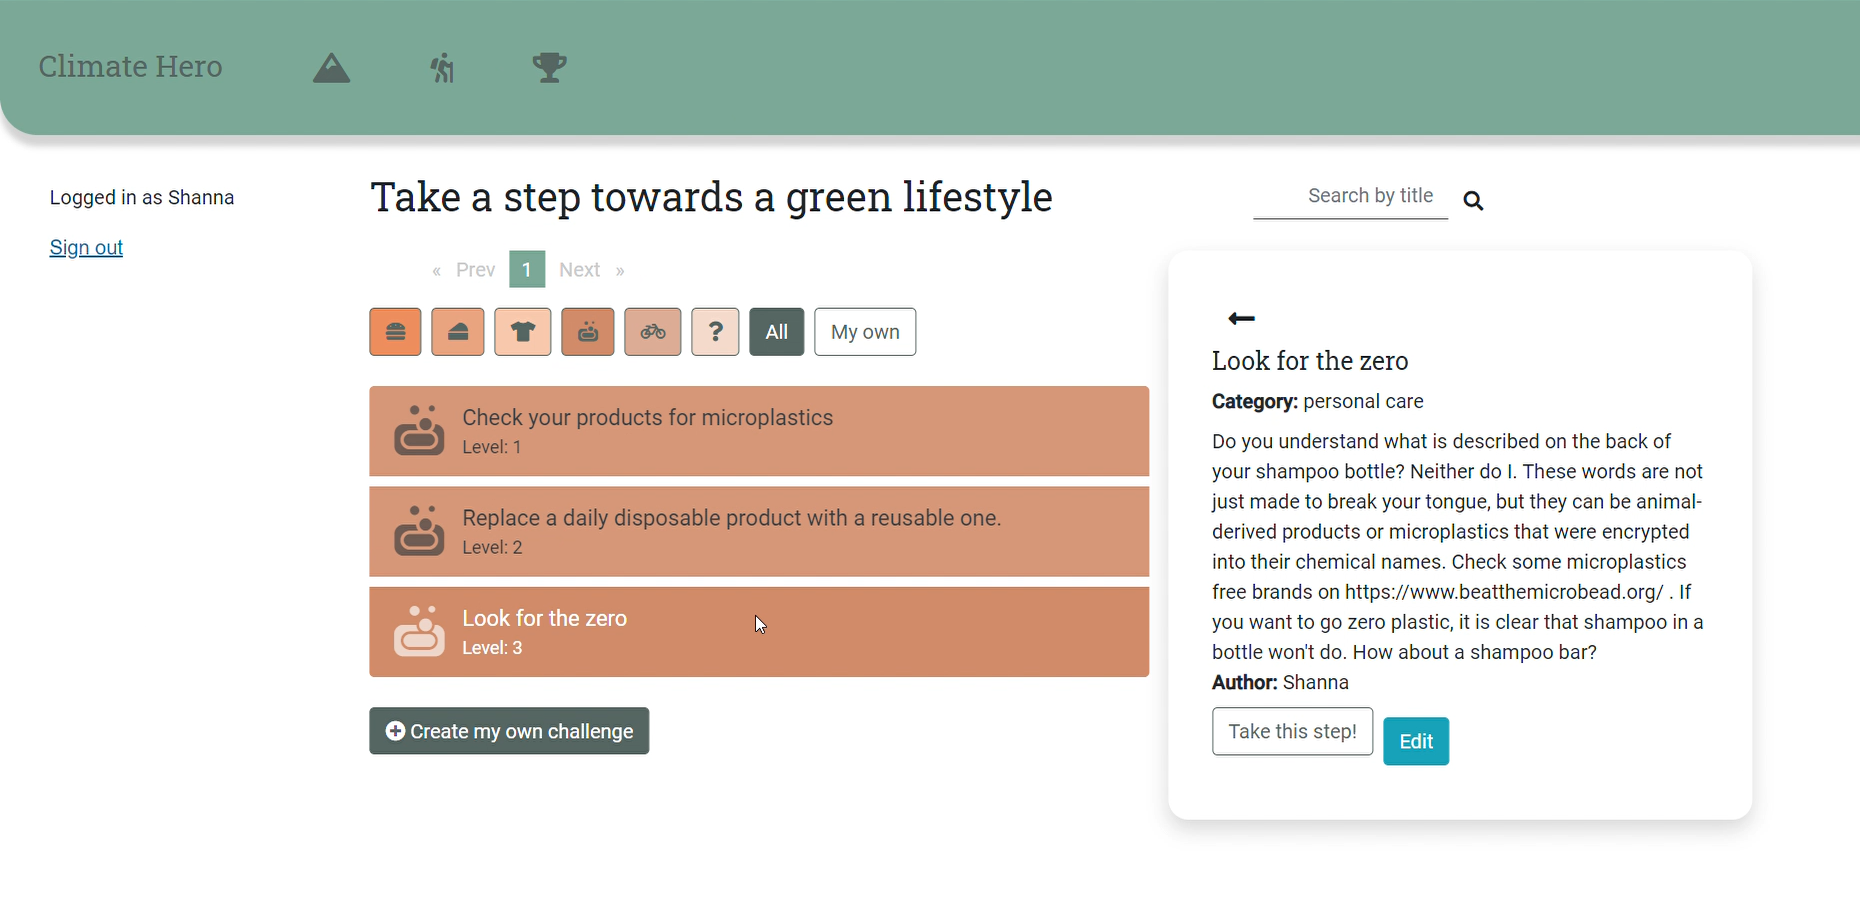 Climate Hero
Logged in as Shanna
Sign out
Take a step towards a green lifestyle
Search by title
« Prev 1 Next »
? All My own
Check your products for microplastics
Level: 1
Replace a daily disposable product with a reusable one.
Level: 2
Look for the zero
Level: 3
Create my own challenge
Look for the zero
Category: personal care
Do you understand what is described on the back of
your shampoo bottle? Neither do I. These words are not
just made to break your tongue, but they can be animal-
derived products or microplastics that were encrypted
into their chemical names. Check some microplastics
free brands on https://www.beatthemicrobead.org/ . If
you want to go zero plastic, it is clear that shampoo in a
bottle won't do. How about a shampoo bar?
Author: Shanna
Take this step! Edit